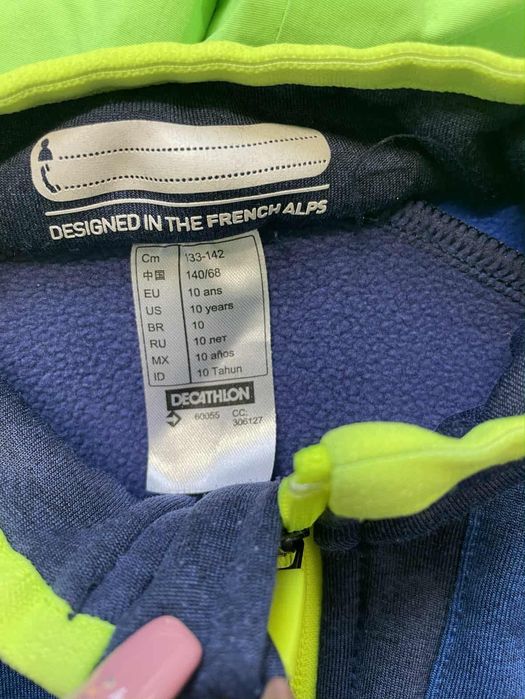 DESIGNED IN THE FRENCH ALPS
Cm 133-142
中国 140/68
EU 10 ans
US 10 years
BR 10
RU 10 лет
MX 10 años
ID 10 Tahun
DECATHLON
60055 CC:
306127